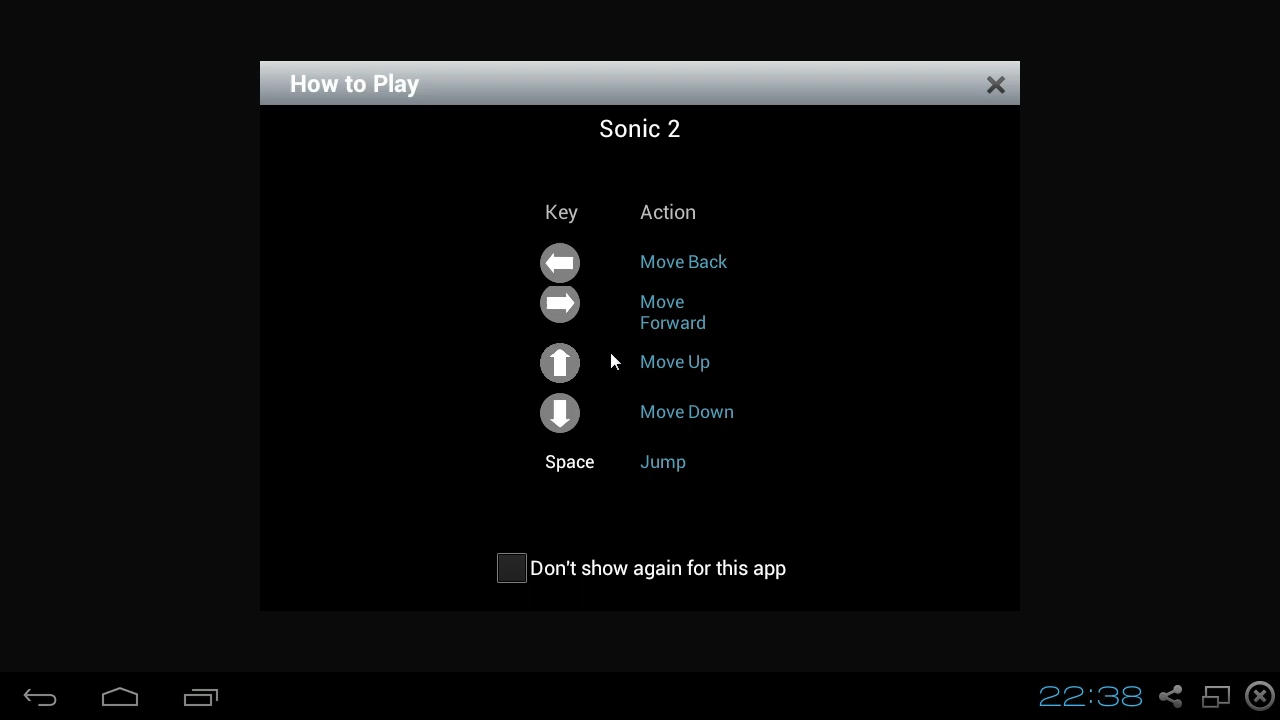 How to Play
Sonic 2
Key Action
Move Back
Move
Forward
Move Up
Move Down
Space Jump
Don't show again for this app
22:38